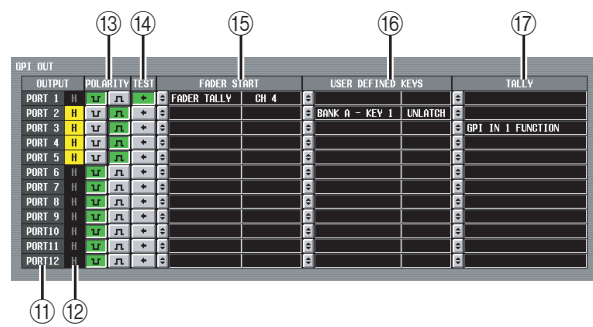 ⑬ ⑭ ⑮ ⑯ ⑰
GPI OUT
OUTPUT POLARITY TEST FADER START USER DEFINED KEYS TALLY
PORT 1 H FADER TALLY CH 4
PORT 2 H BANK A - KEY 1 UNLATCH
PORT 3 H GPI IN 1 FUNCTION
PORT 4 H
PORT 5 H
PORT 6 H
PORT 7 H
PORT 8 H
PORT 9 H
PORT10 H
PORT11 H
PORT12 H
⑪ ⑫